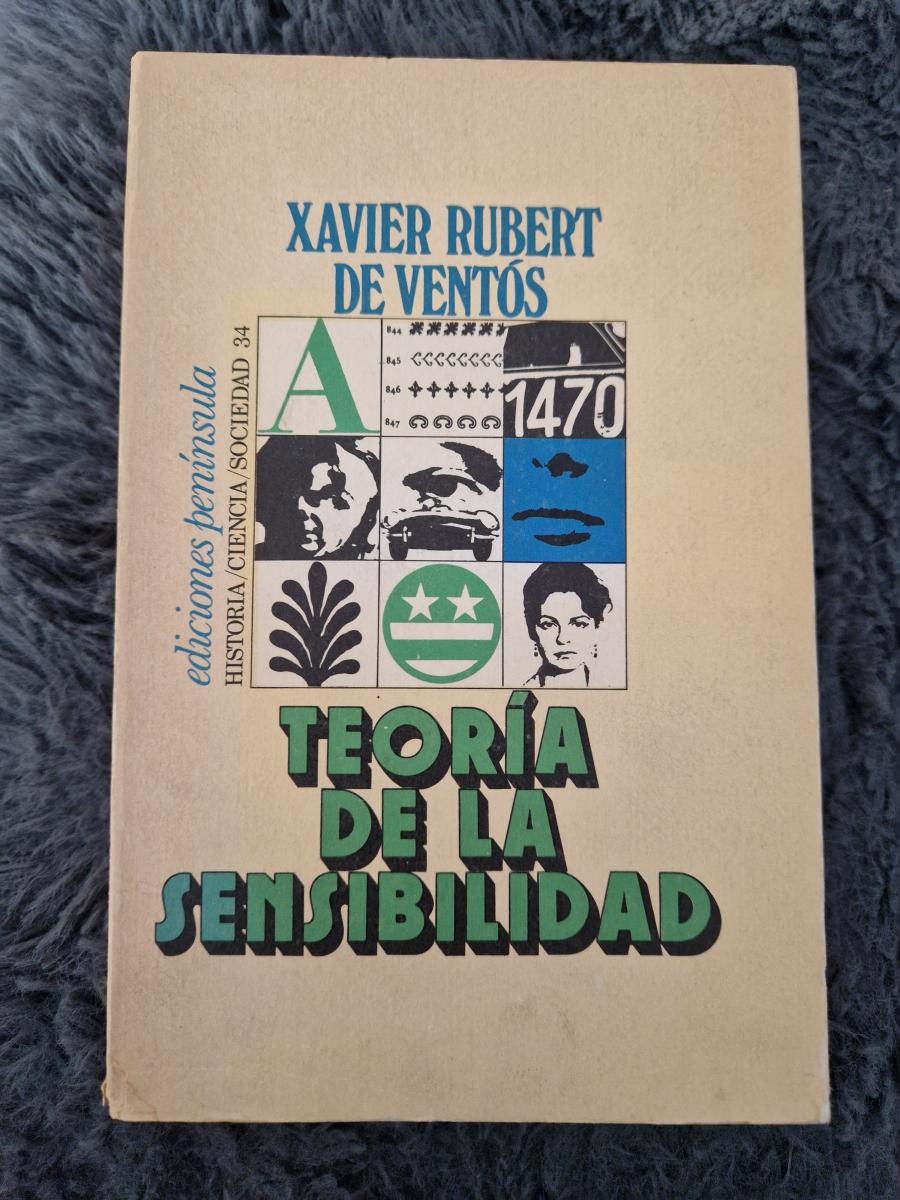 XAVIER RUBERT
DE VENTÓS
ediciones península
HISTORIA/CIENCIA/SOCIEDAD 34
A
844
845
846
847
1470
TEORÍA
DE LA
SENSIBILIDAD